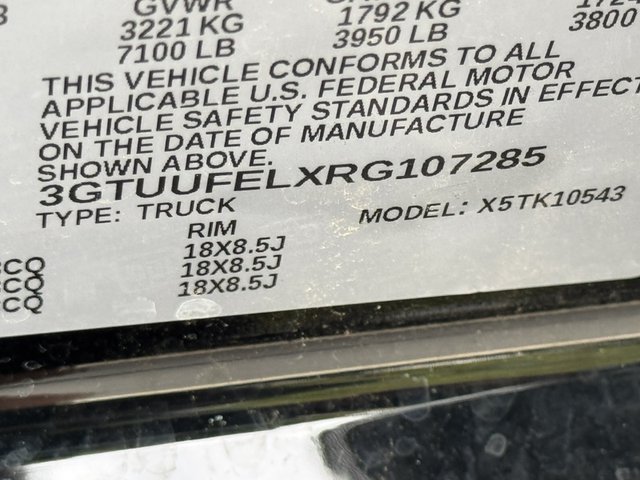 GVWR
3221 KG 1792 KG
7100 LB 3950 LB 3800
THIS VEHICLE CONFORMS TO ALL
APPLICABLE U.S. FEDERAL MOTOR
VEHICLE SAFETY STANDARDS IN EFFECT
ON THE DATE OF MANUFACTURE
SHOWN ABOVE.
3GTUUFELXRG107285
TYPE: TRUCK MODEL: X5TK10543
RIM
18X8.5J
18X8.5J
18X8.5J